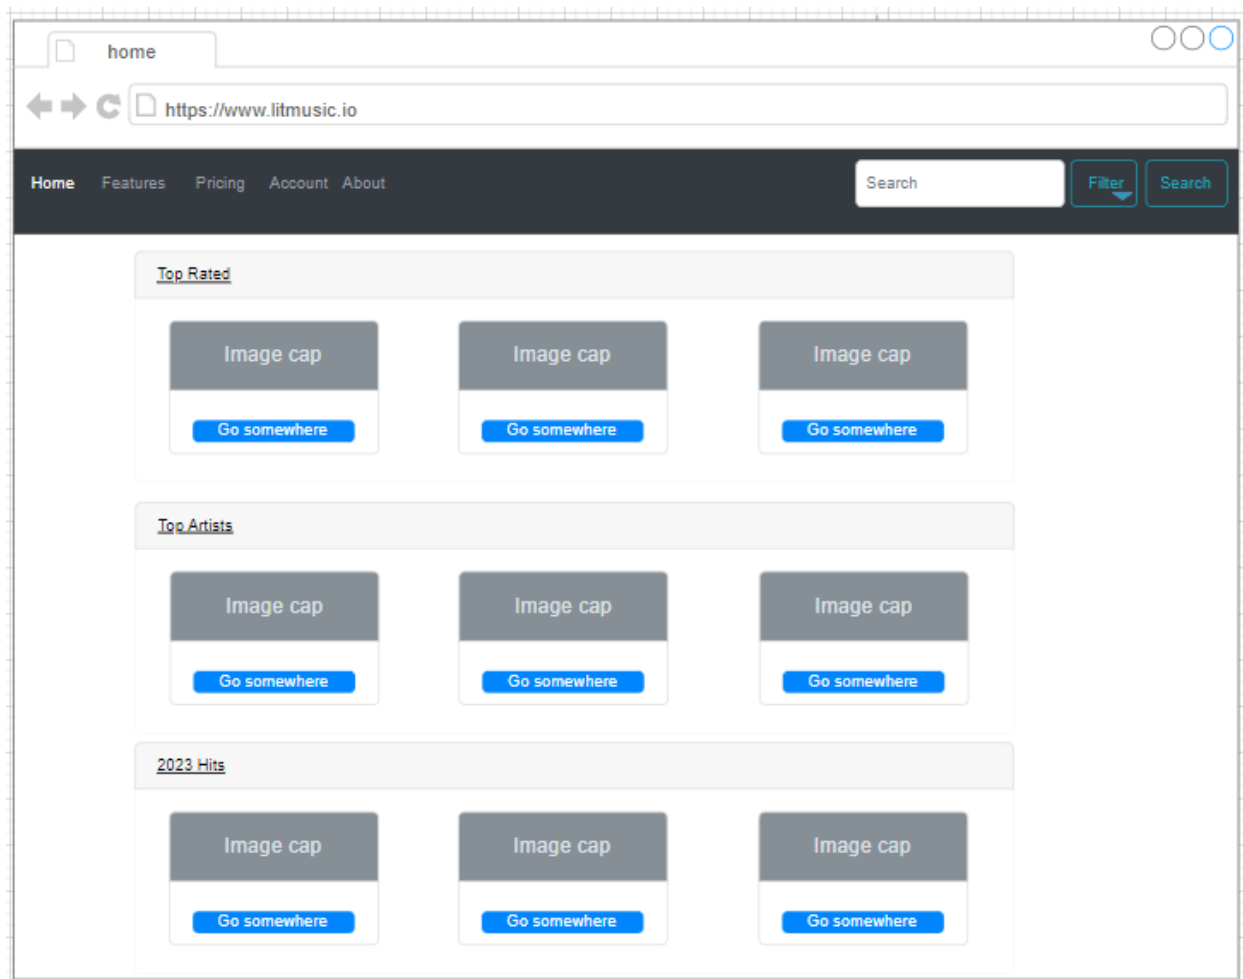 home
https://www.litmusic.io
Home Features Pricing Account About Search Filter Search
Top Rated
Image cap Image cap Image cap
Go somewhere Go somewhere Go somewhere
Top Artists
Image cap Image cap Image cap
Go somewhere Go somewhere Go somewhere
2023 Hits
Image cap Image cap Image cap
Go somewhere Go somewhere Go somewhere